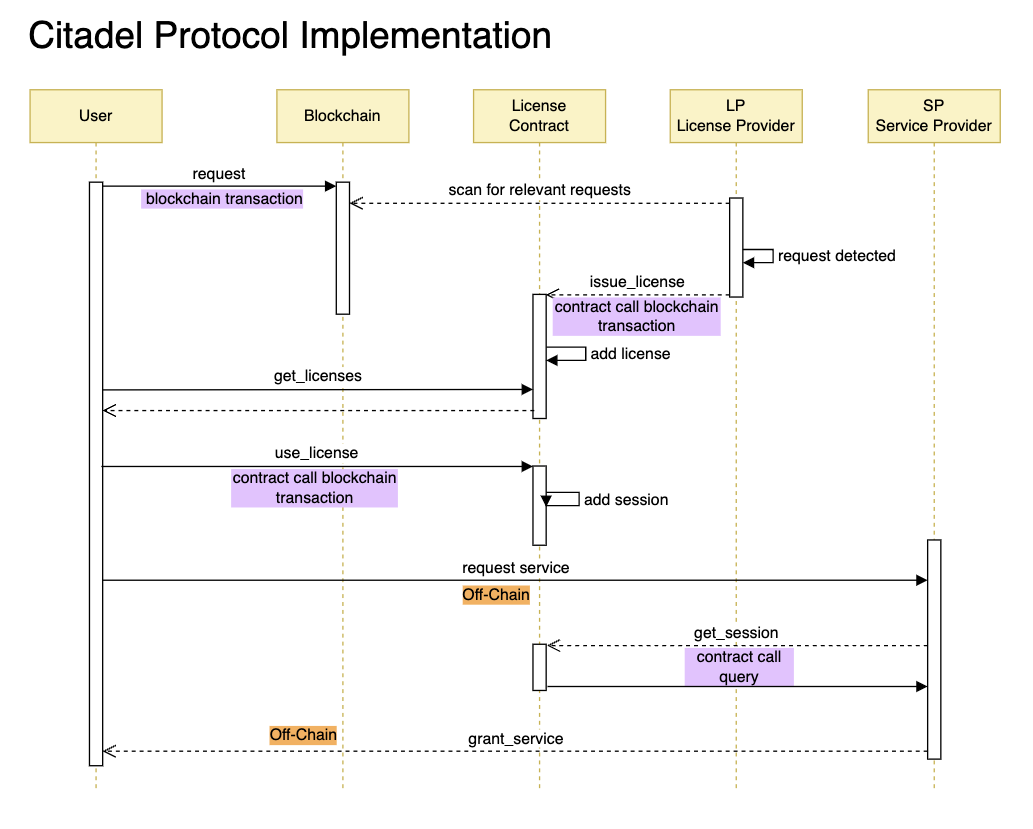 Citadel Protocol Implementation
User
Blockchain
License
Contract
LP
License Provider
SP
Service Provider
request
blockchain transaction
scan for relevant requests
request detected
issue_license
contract call blockchain
transaction
add license
get_licenses
use_license
contract call blockchain
transaction
add session
request service
Off-Chain
get_session
contract call
query
Off-Chain
grant_service